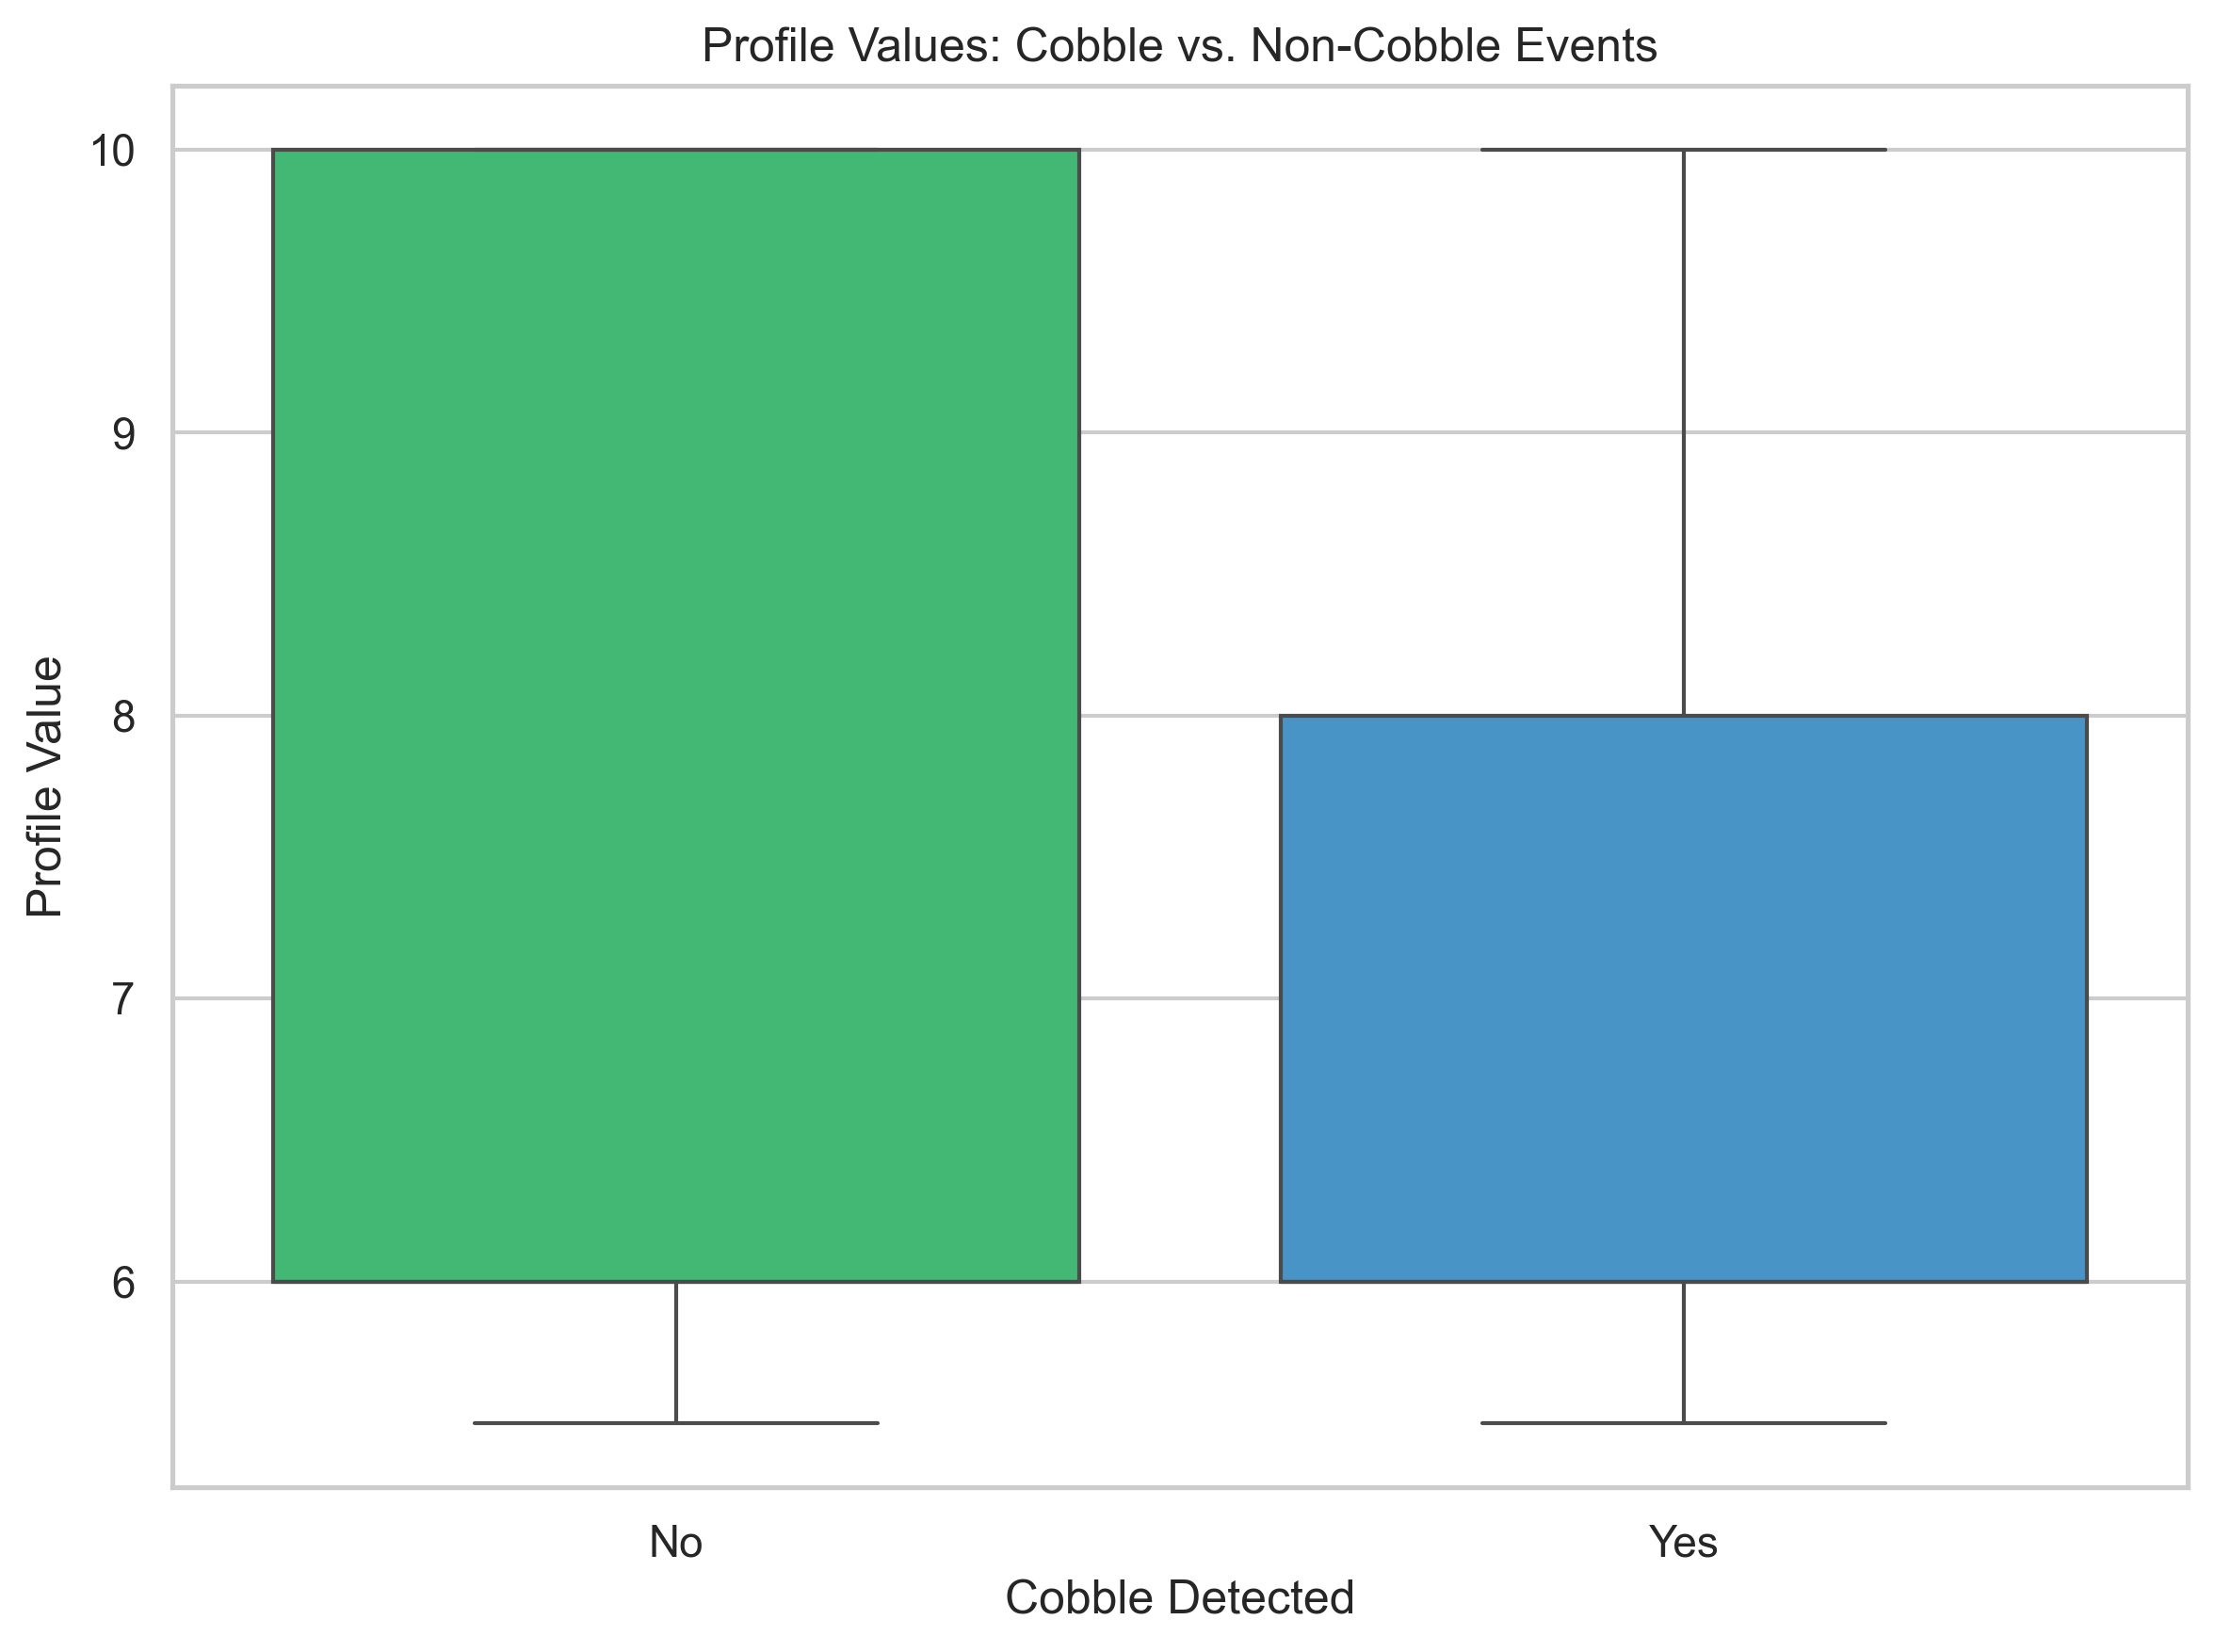 Profile Values: Cobble vs. Non-Cobble Events
10
9
8
7
6
Profile Value
No
Yes
Cobble Detected